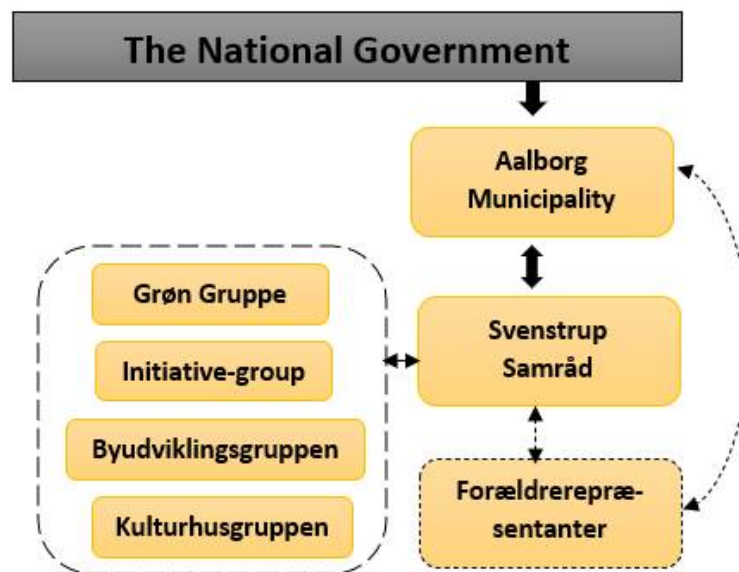 The National Government
Aalborg
Municipality
Grøn Gruppe
Initiative-group
Byudviklingsgruppen
Kulturhusgruppen
Svenstrup
Samråd
Forældrerepræ-
sentanter